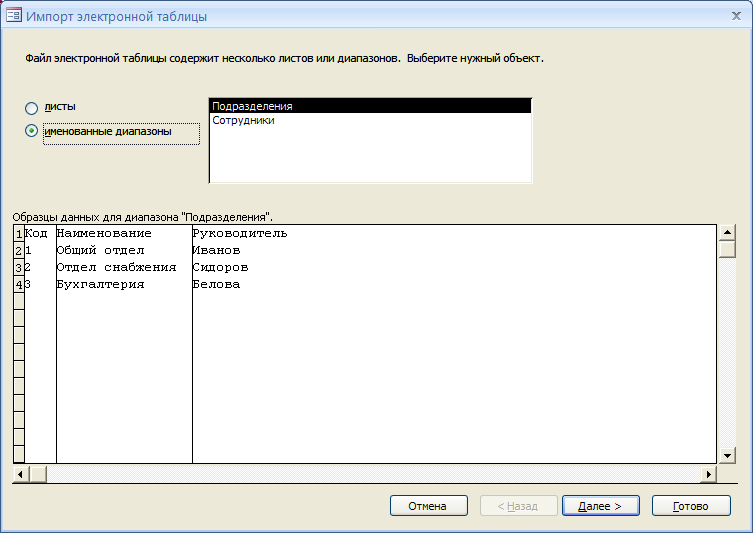 Импорт электронной таблицы
Файл электронной таблицы содержит несколько листов или диапазонов. Выберите нужный объект.
листы
именованные диапазоны
Подразделения
Сотрудники
Образцы данных для диапазона "Подразделения".
1 Код Наименование Руководитель
2 1 Общий отдел Иванов
3 2 Отдел снабжения Сидоров
4 3 Бухгалтерия Белова
Отмена < Назад Далее > Готово